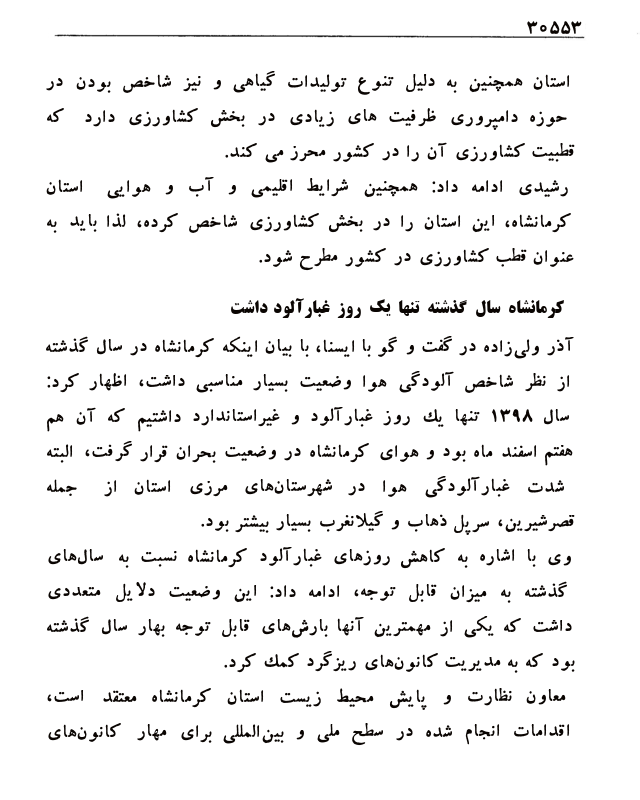 ۳۰۵۵۳
استان همچنین به دلیل تنوع تولیدات گیاهی و نیز شاخص بودن در
حوزه دامپروری ظرفیت های زیادی در بخش کشاورزی دارد که
قطبیت کشاورزی آن را در کشور محرز می کند.
رشیدی ادامه داد: همچنین شرایط اقلیمی و آب و هوایی استان
کرمانشاه، این استان را در بخش کشاورزی شاخص کرده، لذا باید به
عنوان قطب کشاورزی در کشور مطرح شود.
کرمانشاه سال گذشته تنها یک روز غبارآلود داشت
آذر ولی‌زاده در گفت و گو با ایسنا، با بیان اینکه کرمانشاه در سال گذشته
از نظر شاخص آلودگی هوا وضعیت بسیار مناسبی داشت، اظهار کرد:
سال ۱۳۹۸ تنها یك روز غبارآلود و غیراستاندارد داشتیم که آن هم
هفتم اسفند ماه بود و هوای کرمانشاه در وضعیت بحران قرار گرفت، البته
شدت غبارآلودگی هوا در شهرستان‌های مرزی استان از جمله
قصرشیرین، سرپل ذهاب و گیلانغرب بسیار بیشتر بود.
وی با اشاره به کاهش روزهای غبارآلود کرمانشاه نسبت به سال‌های
گذشته به میزان قابل توجه، ادامه داد: این وضعیت دلایل متعددی
داشت که یکی از مهمترین آنها بارش‌های قابل توجه بهار سال گذشته
بود که به مدیریت کانون‌های ریزگرد کمك کرد.
معاون نظارت و پایش محیط زیست استان کرمانشاه معتقد است،
اقدامات انجام شده در سطح ملی و بین‌المللی برای مهار کانون‌های